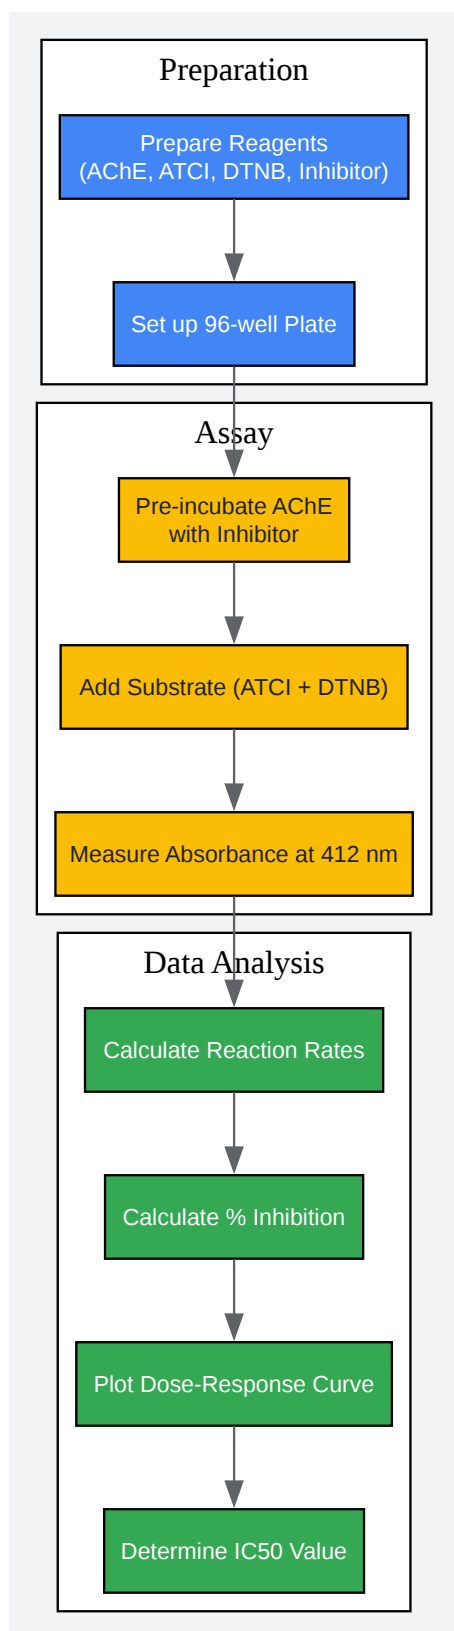 Preparation
Prepare Reagents
(AChE, ATCI, DTNB, Inhibitor)
Set up 96-well Plate
Assay
Pre-incubate AChE
with Inhibitor
Add Substrate (ATCI + DTNB)
Measure Absorbance at 412 nm
Data Analysis
Calculate Reaction Rates
Calculate % Inhibition
Plot Dose-Response Curve
Determine IC50 Value